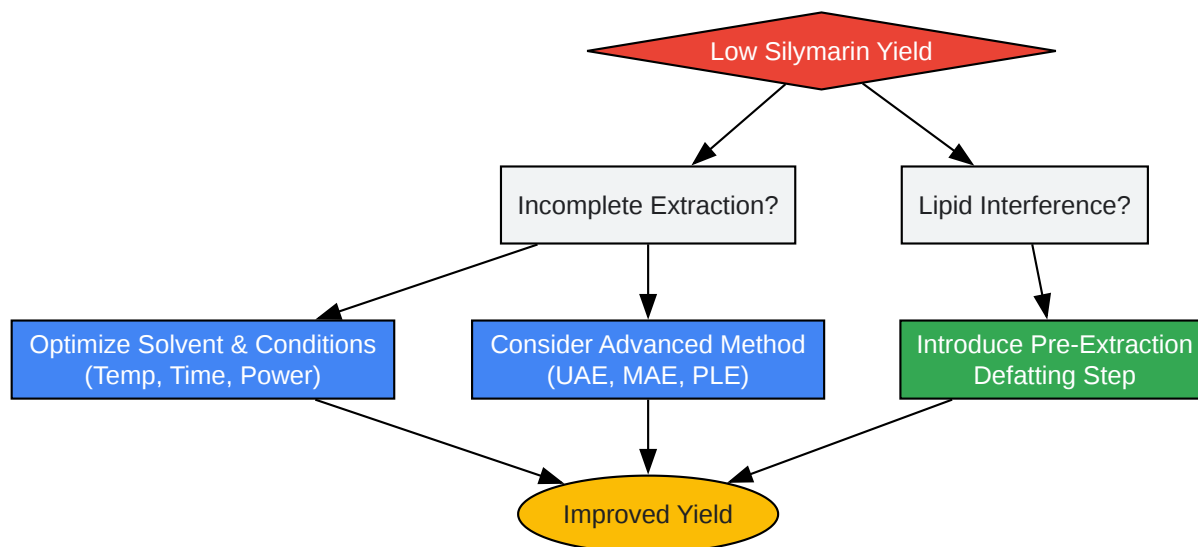 Low Silymarin Yield
Incomplete Extraction?
Lipid Interference?
Optimize Solvent & Conditions
(Temp, Time, Power)
Consider Advanced Method
(UAE, MAE, PLE)
Introduce Pre-Extraction
Defatting Step
Improved Yield